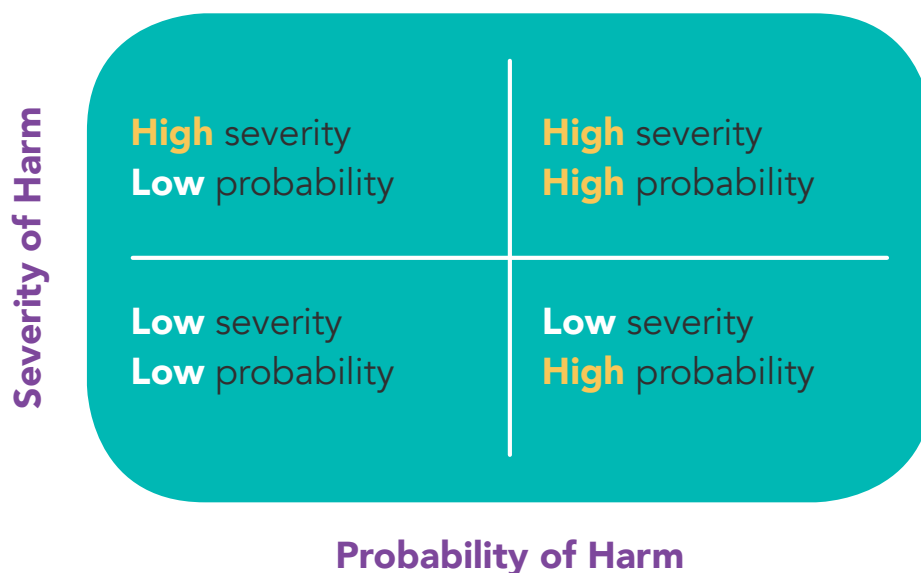 Severity of Harm
High severity
Low probability
High severity
High probability
Low severity
Low probability
Low severity
High probability
Probability of Harm